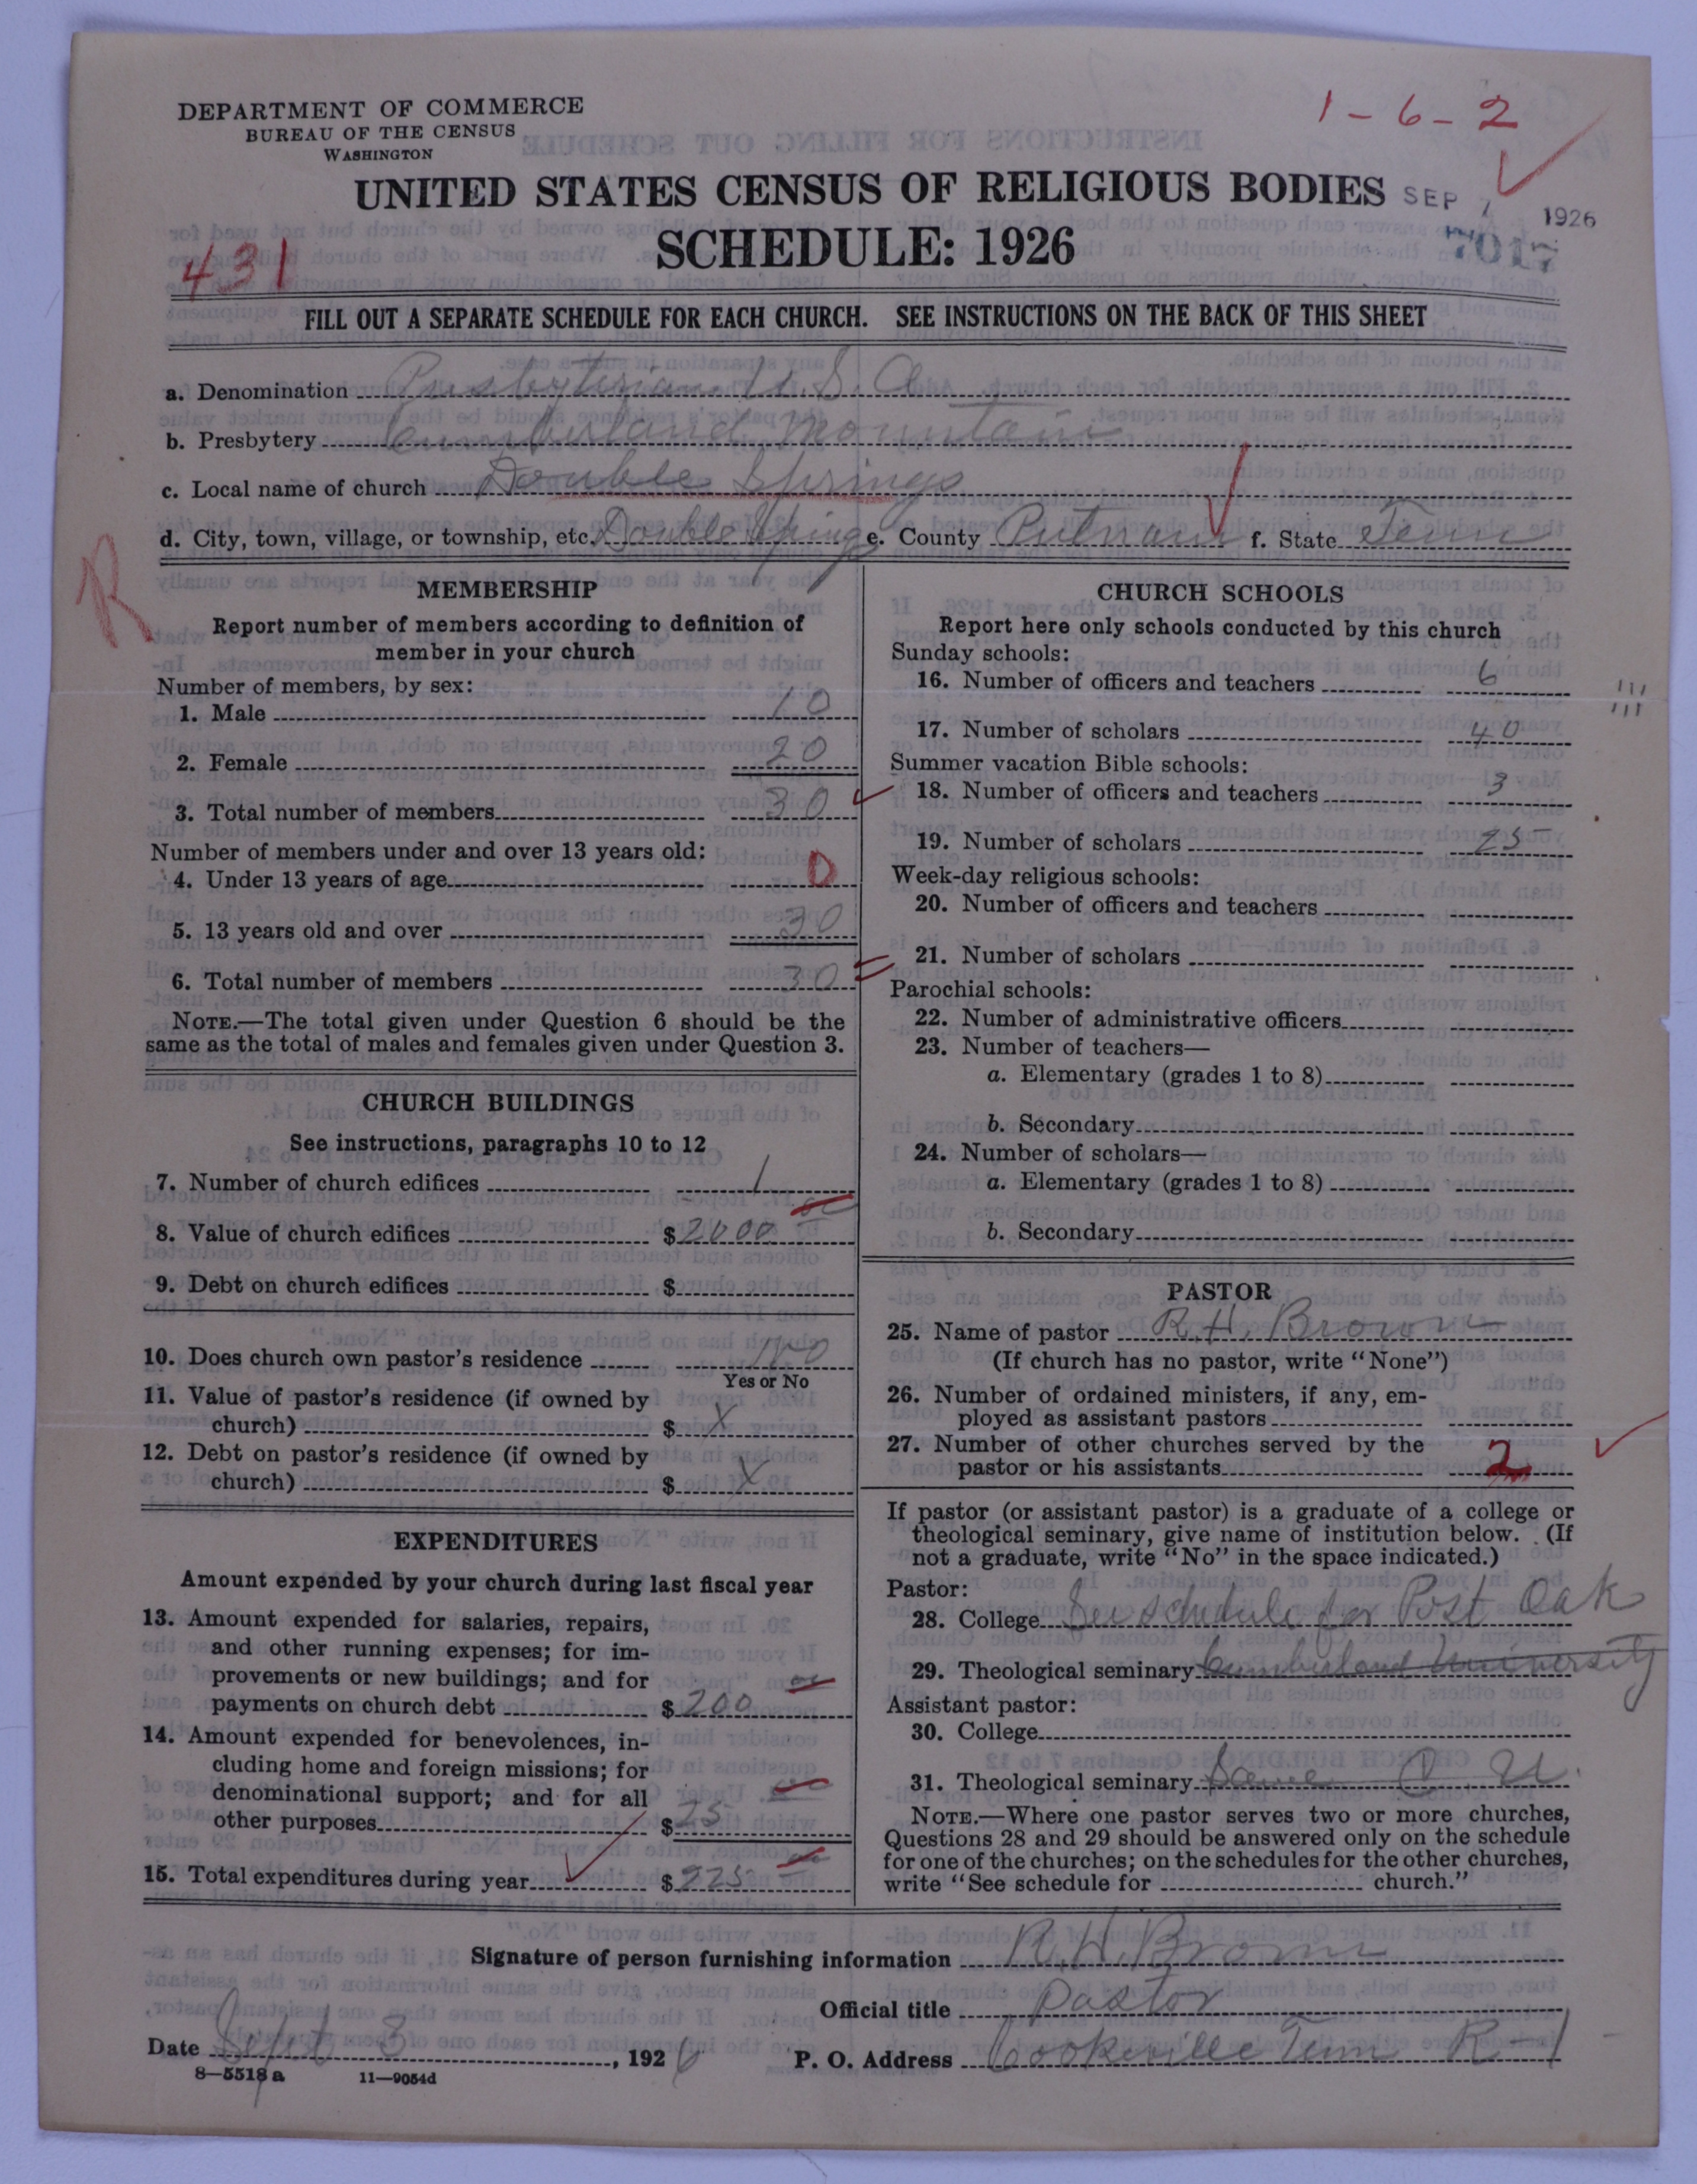 DEPARTMENT OF COMMERCE
BUREAU OF THE CENSUS
WASHINGTON
1-6-2
UNITED STATES CENSUS OF RELIGIOUS BODIES
SEP 7 1926
SCHEDULE: 1926
7017
431
FILL OUT A SEPARATE SCHEDULE FOR EACH CHURCH. SEE INSTRUCTIONS ON THE BACK OF THIS SHEET
a. Denomination Presbyterian U.S.A
b. Presbytery Cumberland Mountain
c. Local name of church Double Springs
d. City, town, village, or township, etc. Double Springs e. County Putnam f. State Tenn
R
MEMBERSHIP
Report number of members according to definition of
member in your church
Number of members, by sex:
1. Male 10
2. Female 20
3. Total number of members 30
Number of members under and over 13 years old:
4. Under 13 years of age 0
5. 13 years old and over 30
6. Total number of members 30
NOTE.—The total given under Question 6 should be the
same as the total of males and females given under Question 3.
CHURCH BUILDINGS
See instructions, paragraphs 10 to 12
7. Number of church edifices 1
8. Value of church edifices $2000 00
9. Debt on church edifices $
10. Does church own pastor's residence No
Yes or No
11. Value of pastor's residence (if owned by
church) $ X
12. Debt on pastor's residence (if owned by
church) $ X
EXPENDITURES
Amount expended by your church during last fiscal year
13. Amount expended for salaries, repairs,
and other running expenses; for im-
provements or new buildings; and for
payments on church debt $200 00
14. Amount expended for benevolences, in-
cluding home and foreign missions; for
denominational support; and for all
other purposes $25 00
15. Total expenditures during year $225 00
CHURCH SCHOOLS
Report here only schools conducted by this church
Sunday schools:
16. Number of officers and teachers 6
17. Number of scholars 40
Summer vacation Bible schools:
18. Number of officers and teachers 3
19. Number of scholars 25
Week-day religious schools:
20. Number of officers and teachers
21. Number of scholars
Parochial schools:
22. Number of administrative officers
23. Number of teachers—
a. Elementary (grades 1 to 8)
b. Secondary
24. Number of scholars—
a. Elementary (grades 1 to 8)
b. Secondary
PASTOR
25. Name of pastor R.H. Brown
(If church has no pastor, write "None")
26. Number of ordained ministers, if any, em-
ployed as assistant pastors
27. Number of other churches served by the
pastor or his assistants 2
If pastor (or assistant pastor) is a graduate of a college or
theological seminary, give name of institution below. (If
not a graduate, write "No" in the space indicated.)
Pastor:
28. College See schedule for Post Oak
29. Theological seminary Cumberland University
Assistant pastor:
30. College
31. Theological seminary Same C. U.
NOTE.—Where one pastor serves two or more churches,
Questions 28 and 29 should be answered only on the schedule
for one of the churches; on the schedules for the other churches,
write "See schedule for church."
Signature of person furnishing information R.H. Brown
Official title Pastor
Date Sept 3, 1926
P. O. Address Cookeville Tenn R-1
8—5518 a 11—9054d